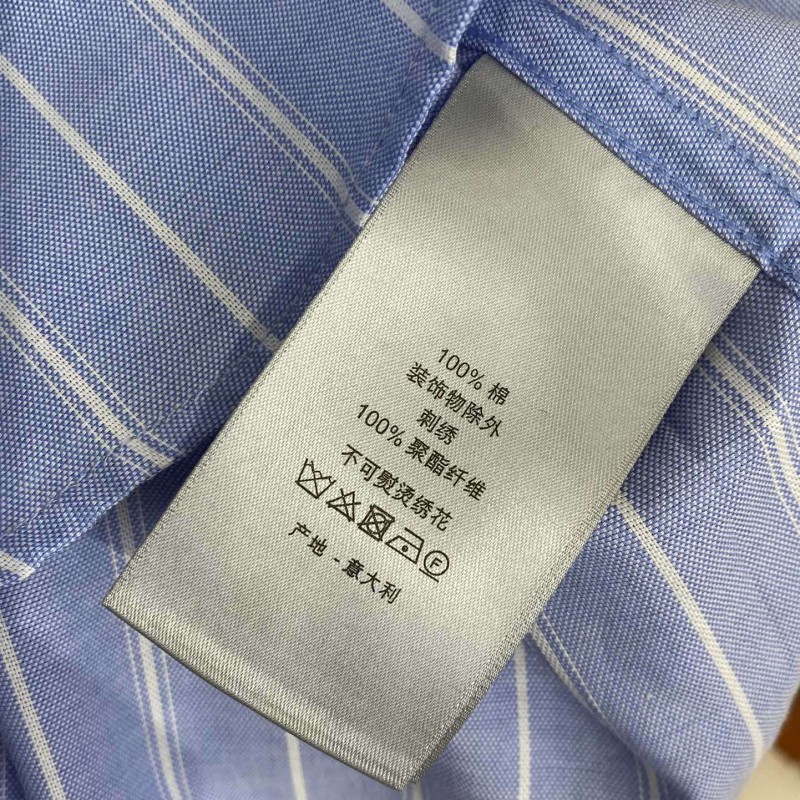 100% 棉
装饰物除外
刺绣
100% 聚酯纤维
不可熨烫绣花
F
产地 - 意大利